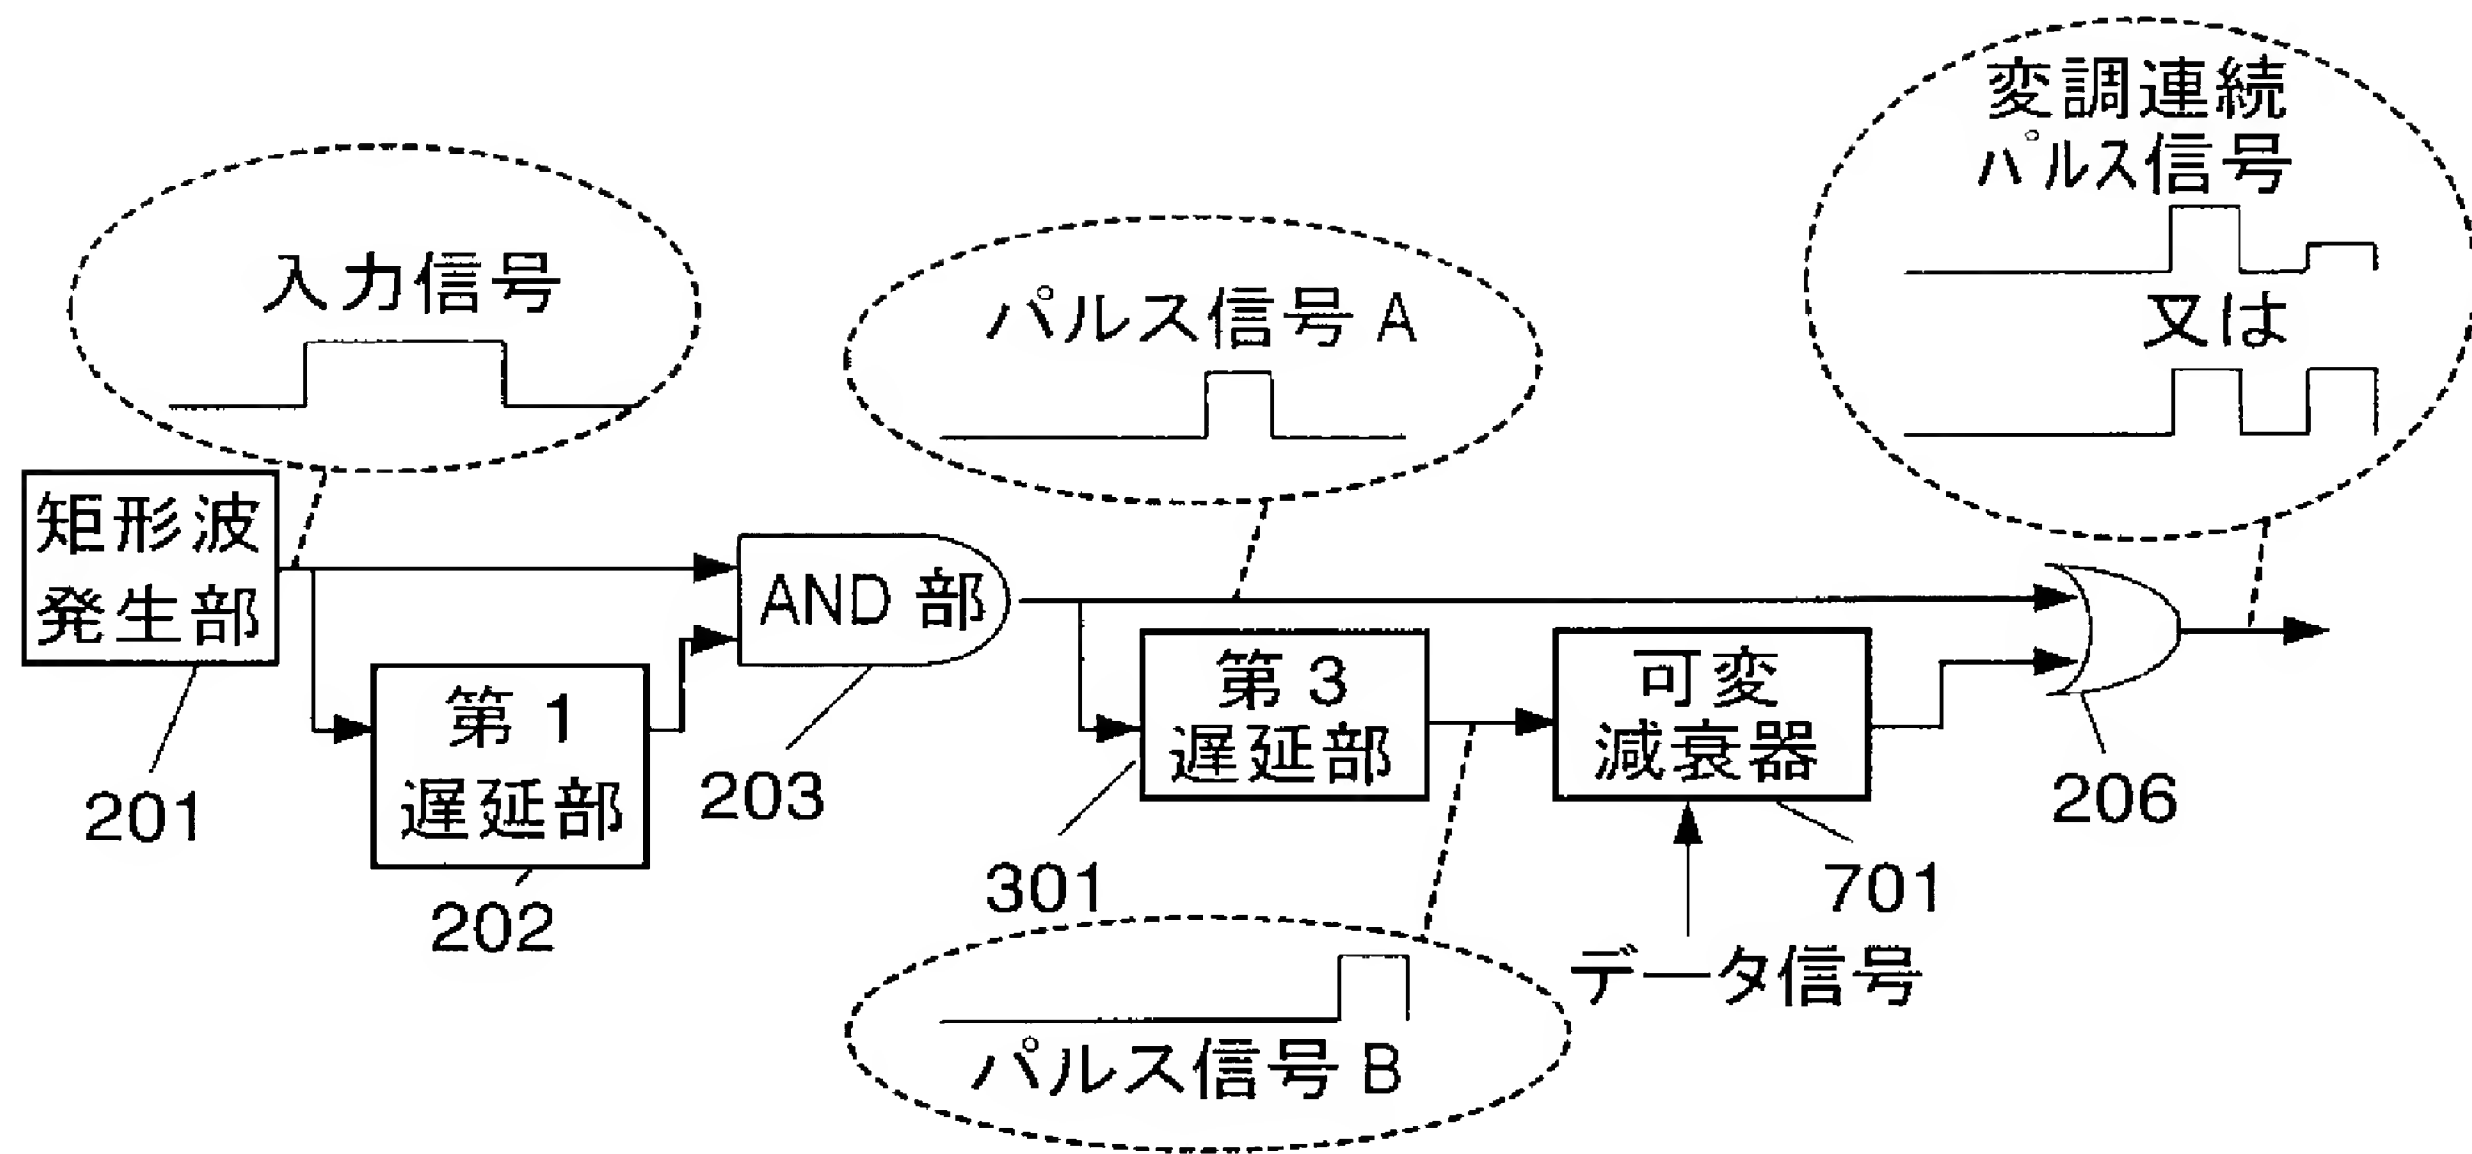 変調連続
パルス信号
又は
入力信号
パルス信号 A
矩形波
発生部
201
第 1
遅延部
202
AND 部
203
第 3
遅延部
301
可変
減衰器
701
データ信号
206
パルス信号 B